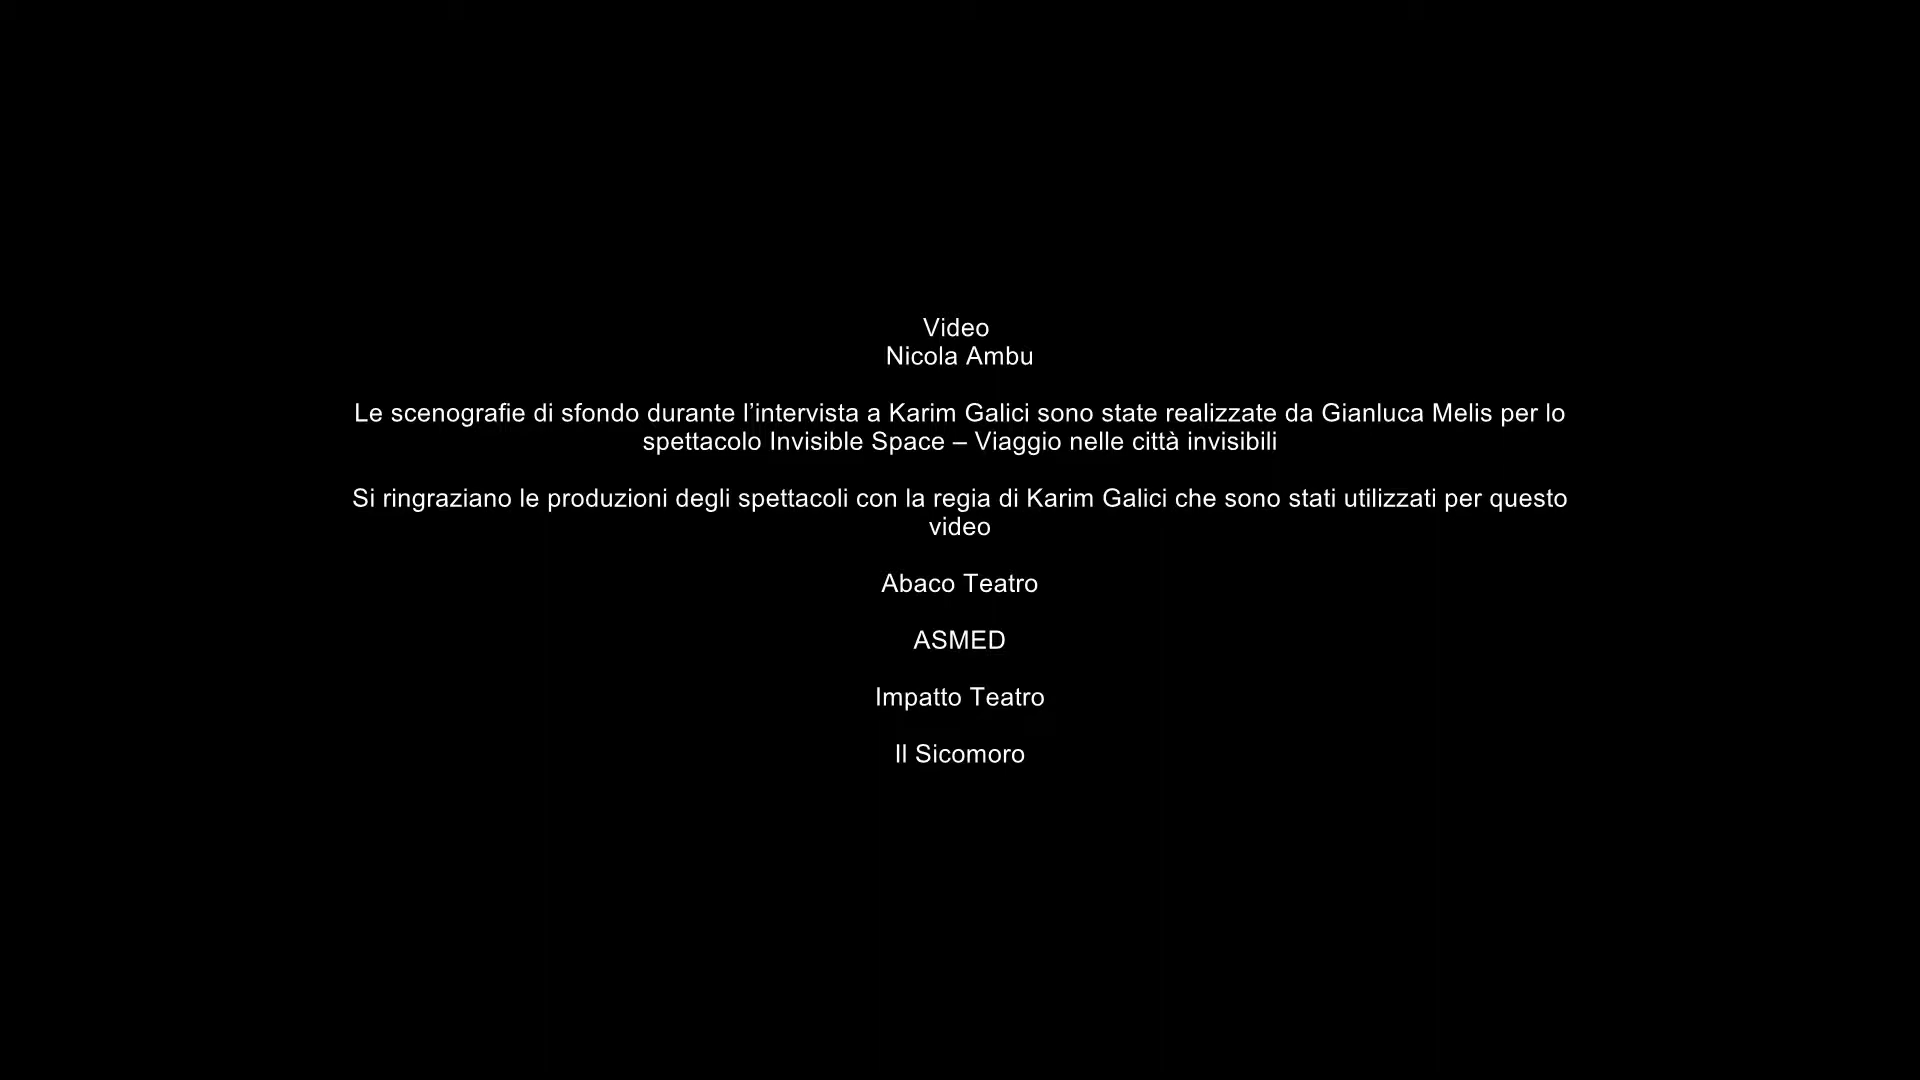 Video
Nicola Ambu
Le scenografie di sfondo durante l’intervista a Karim Galici sono state realizzate da Gianluca Melis per lo
spettacolo Invisible Space – Viaggio nelle città invisibili
Si ringraziano le produzioni degli spettacoli con la regia di Karim Galici che sono stati utilizzati per questo
video
Abaco Teatro
ASMED
Impatto Teatro
Il Sicomoro